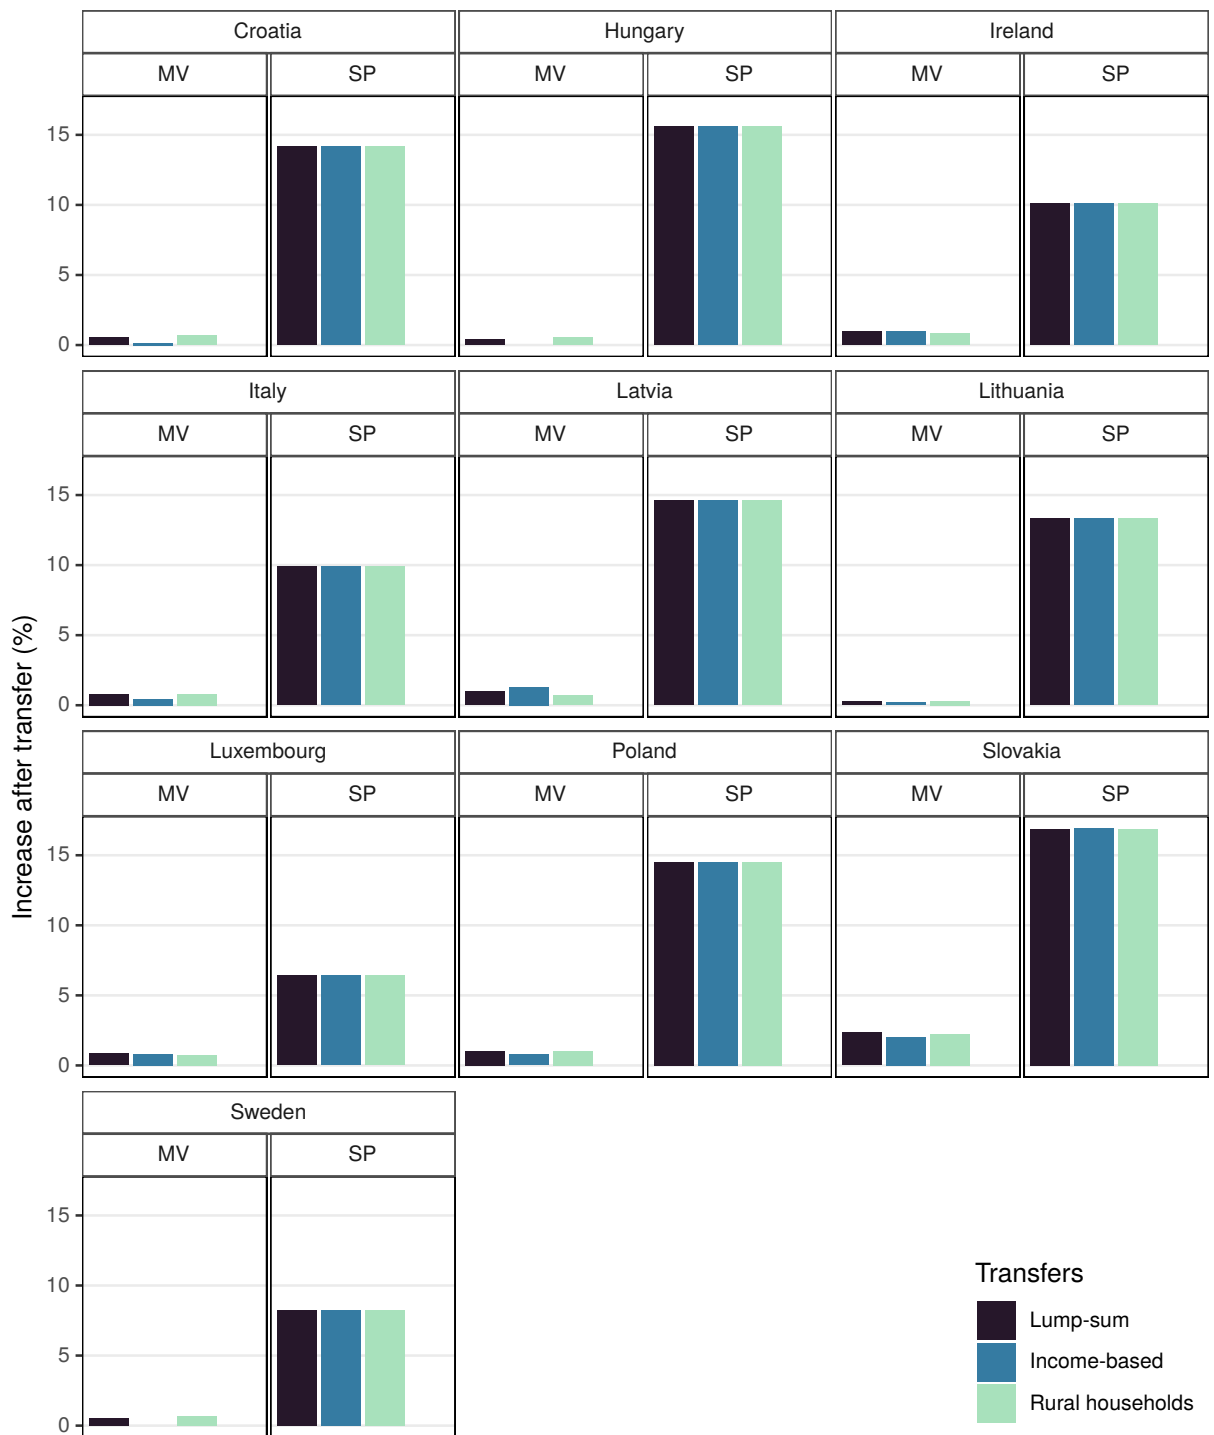 Croatia
Hungary
Ireland
MV
SP
MV
SP
MV
SP
15
10
5
0
Italy
Latvia
Lithuania
MV
SP
MV
SP
MV
SP
15
10
5
0
Increase after transfer (%)
Luxembourg
Poland
Slovakia
MV
SP
MV
SP
MV
SP
15
10
5
0
Sweden
MV
SP
15
10
5
0
Transfers
Lump-sum
Income-based
Rural households